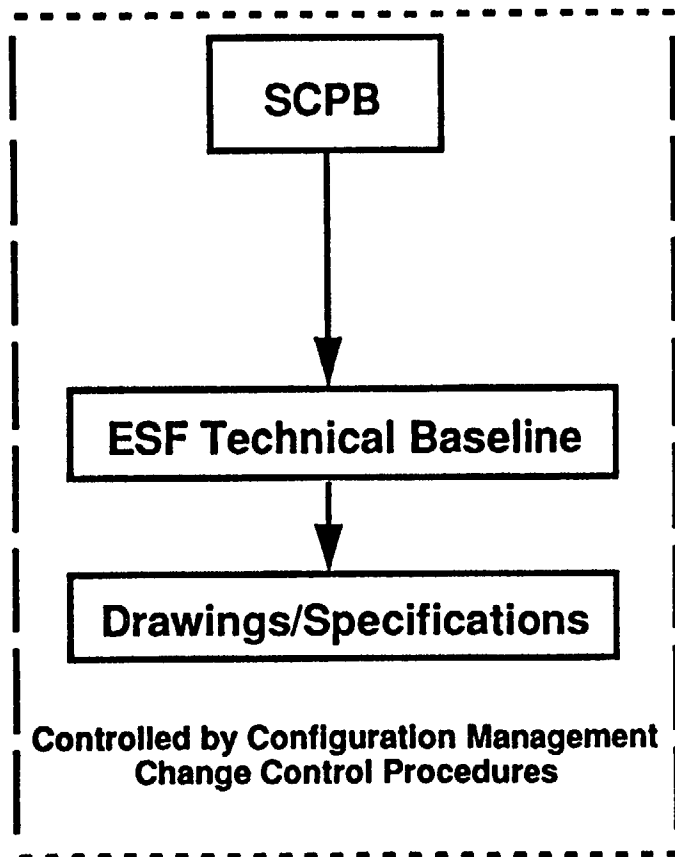 SCPB
ESF Technical Baseline
Drawings/Specifications
Controlled by Configuration Management
Change Control Procedures